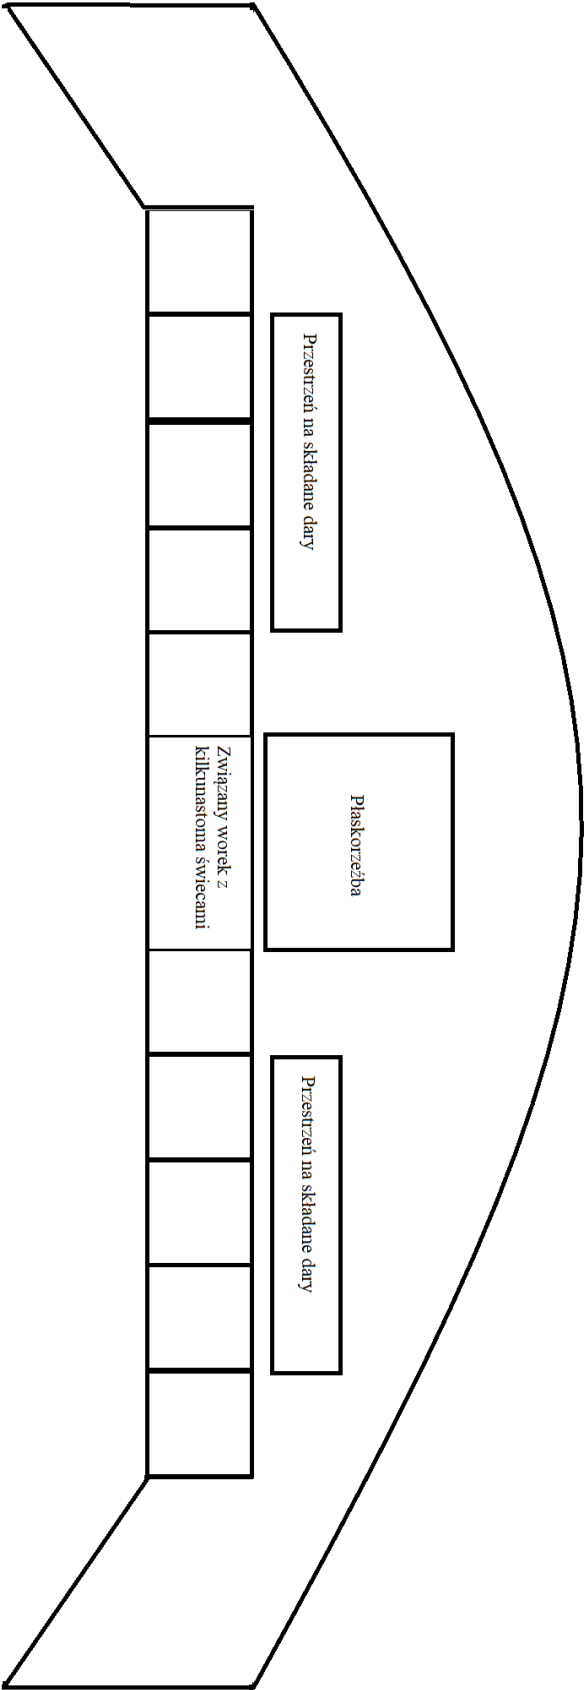 Przestrzeń na składane dary
Płaskorzeźba
Związany worek z
kilkunastoma świecami
Przestrzeń na składane dary